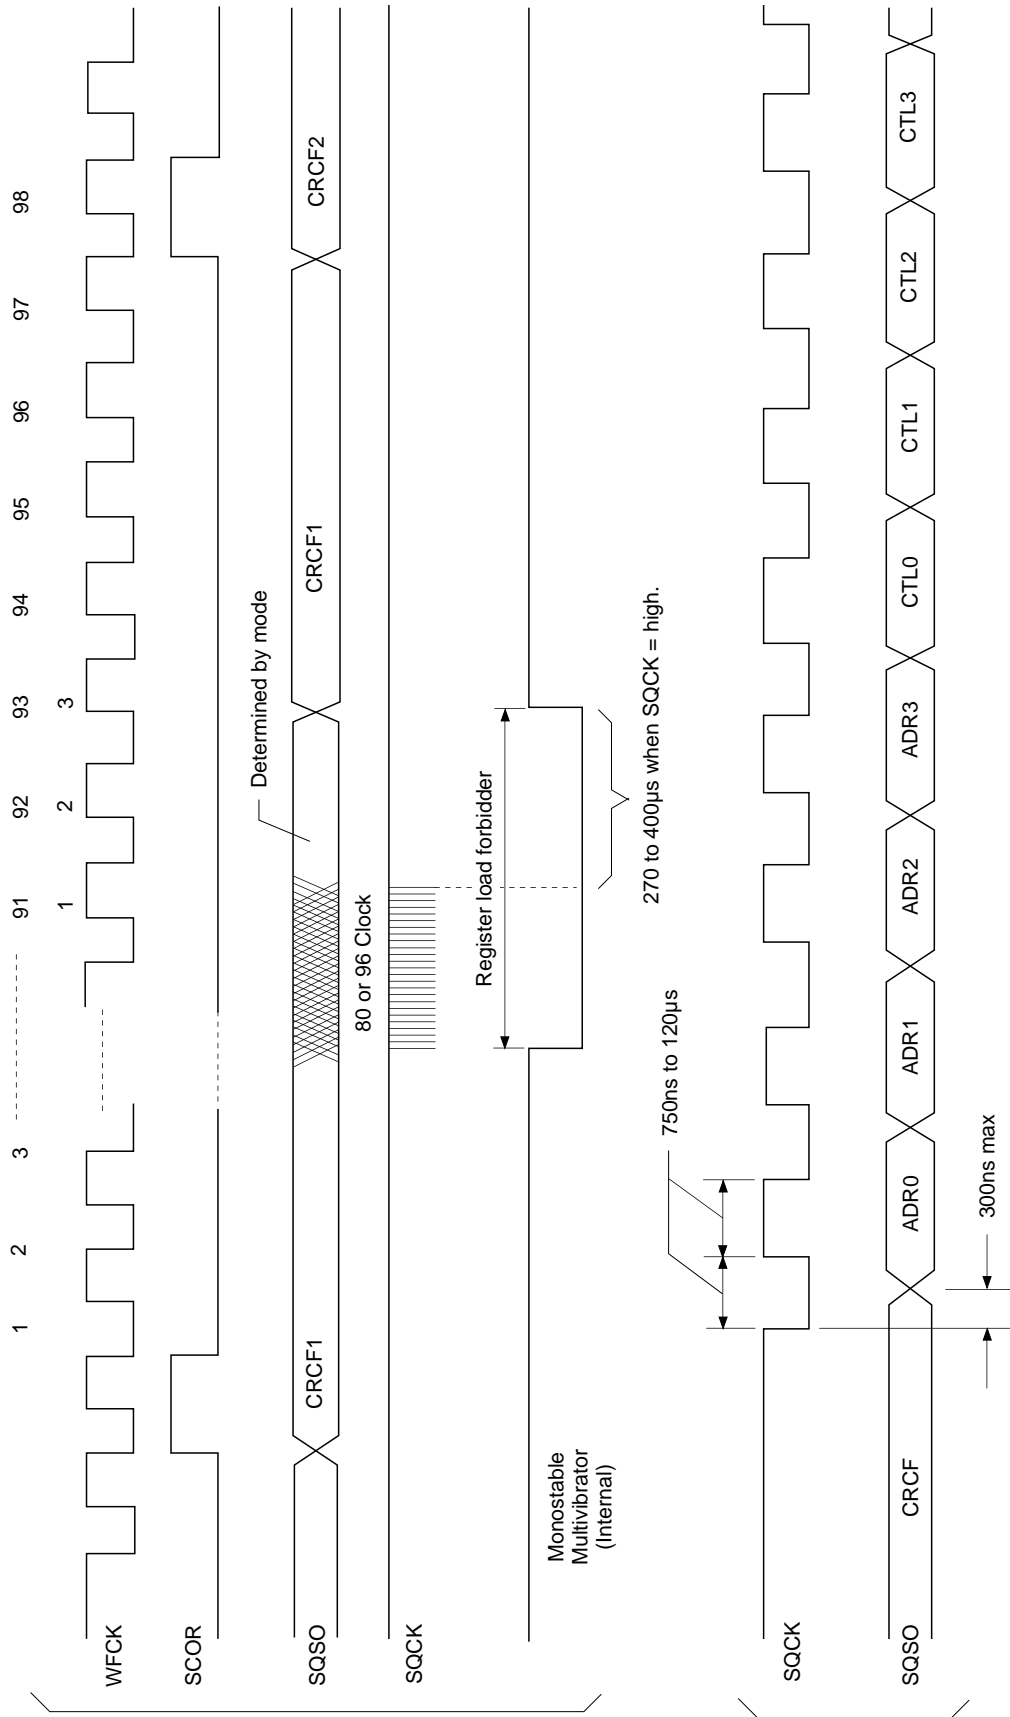 1 2 3 91 92 93 94 95 96 97 98
1 2 3
WFCK
SCOR
Determined by mode
SQSO CRCF1 CRCF1 CRCF2
80 or 96 Clock
SQCK
Register load forbidder
Monostable
Multivibrator
(Internal)
270 to 400µs when SQCK = high.
750ns to 120µs
SQCK
SQSO CRCF ADR0 ADR1 ADR2 ADR3 CTL0 CTL1 CTL2 CTL3
300ns max